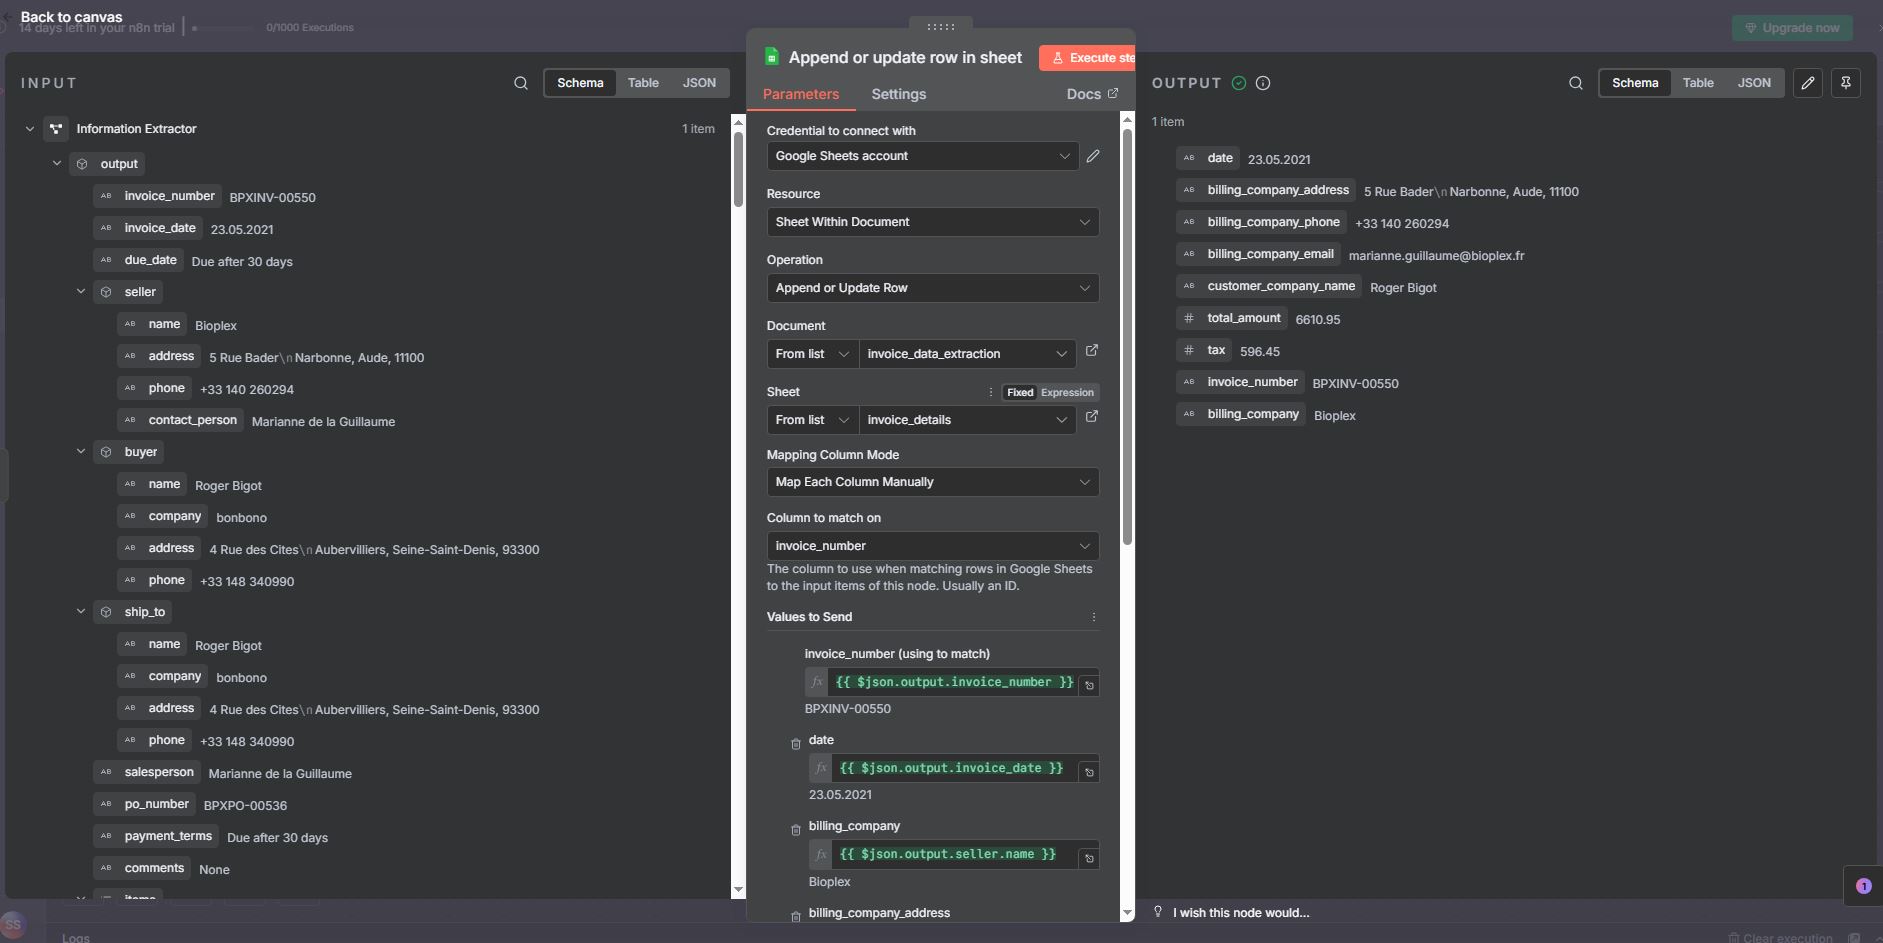 Back to canvas
14 days left in your n8n trial
0/1000 Executions
Upgrade now
INPUT
Schema
Table
JSON
Information Extractor
1 item
output
invoice_number BPXINV-00550
invoice_date 23.05.2021
due_date Due after 30 days
seller
name Bioplex
address 5 Rue Bader\n Narbonne, Aude, 11100
phone +33 140 260294
contact_person Marianne de la Guillaume
buyer
name Roger Bigot
company bonbono
address 4 Rue des Cites\n Aubervilliers, Seine-Saint-Denis, 93300
phone +33 148 340990
ship_to
name Roger Bigot
company bonbono
address 4 Rue des Cites\n Aubervilliers, Seine-Saint-Denis, 93300
phone +33 148 340990
salesperson Marianne de la Guillaume
po_number BPXPO-00536
payment_terms Due after 30 days
comments None
items
Append or update row in sheet
Execute ste
Parameters
Settings
Docs
Credential to connect with
Google Sheets account
Resource
Sheet Within Document
Operation
Append or Update Row
Document
From list
invoice_data_extraction
Sheet
Fixed
Expression
From list
invoice_details
Mapping Column Mode
Map Each Column Manually
Column to match on
invoice_number
The column to use when matching rows in Google Sheets
to the input items of this node. Usually an ID.
Values to Send
invoice_number (using to match)
fx {{ $json.output.invoice_number }}
BPXINV-00550
date
fx {{ $json.output.invoice_date }}
23.05.2021
billing_company
fx {{ $json.output.seller.name }}
Bioplex
billing_company_address
OUTPUT
Schema
Table
JSON
1 item
date 23.05.2021
billing_company_address 5 Rue Bader\n Narbonne, Aude, 11100
billing_company_phone +33 140 260294
billing_company_email marianne.guillaume@bioplex.fr
customer_company_name Roger Bigot
# total_amount 6610.95
# tax 596.45
invoice_number BPXINV-00550
billing_company Bioplex
1
I wish this node would...
SS
Logs
Clear execution